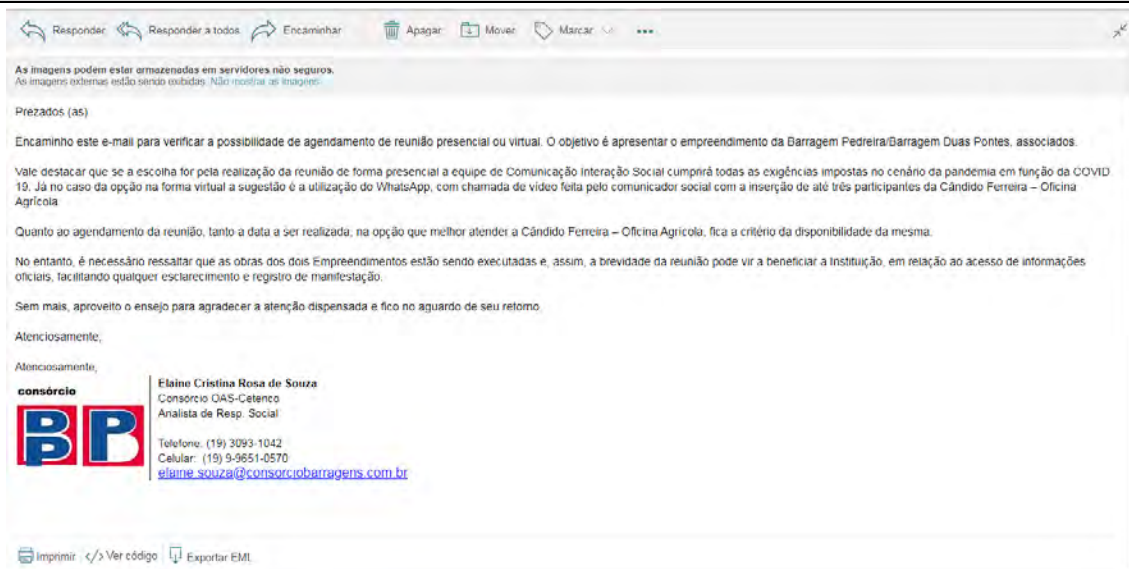 Responder Responder a todos Encaminhar Apagar Mover Marcar ...
As imagens podem estar armazenadas em servidores não seguros.
As imagens externas estão sendo exibidas. Não mostrar as imagens.
Prezados (as)
Encaminho este e-mail para verificar a possibilidade de agendamento de reunião presencial ou virtual. O objetivo é apresentar o empreendimento da Barragem Pedreira/Barragem Duas Pontes, associados.
Vale destacar que se a escolha for pela realização da reunião de forma presencial a equipe de Comunicação Interação Social cumprirá todas as exigências impostas no cenário da pandemia em função da COVID
19. Já no caso da opção na forma virtual a sugestão é a utilização do WhatsApp, com chamada de vídeo feita pelo comunicador social com a inserção de até três participantes da Cândido Ferreira – Oficina
Agrícola
Quanto ao agendamento da reunião, tanto a data a ser realizada, na opção que melhor atender a Cândido Ferreira – Oficina Agrícola, fica a critério da disponibilidade da mesma.
No entanto, é necessário ressaltar que as obras dos dois Empreendimentos estão sendo executadas e, assim, a brevidade da reunião pode vir a beneficiar a Instituição, em relação ao acesso de informações
oficiais, facilitando qualquer esclarecimento e registro de manifestação.
Sem mais, aproveito o ensejo para agradecer a atenção dispensada e fico no aguardo de seu retorno
Atenciosamente,
Atenciosamente,
consórcio
BPP
Elaine Cristina Rosa de Souza
Consórcio OAS-Cetenco
Analista de Resp. Social
Telefone: (19) 3093-1042
Celular: (19) 9-9651-0570
elaine.souza@consorciobarragens.com.br
Imprimir </> Ver código Exportar EML